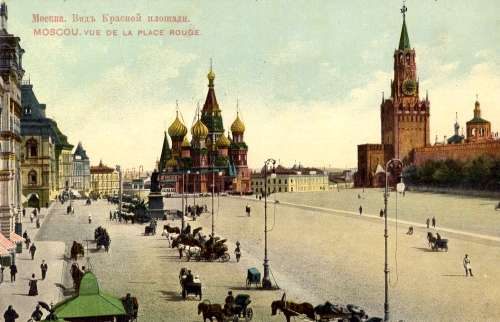 Москва. Видъ Красной площади.
MOSCOU. VUE DE LA PLACE ROUGE.